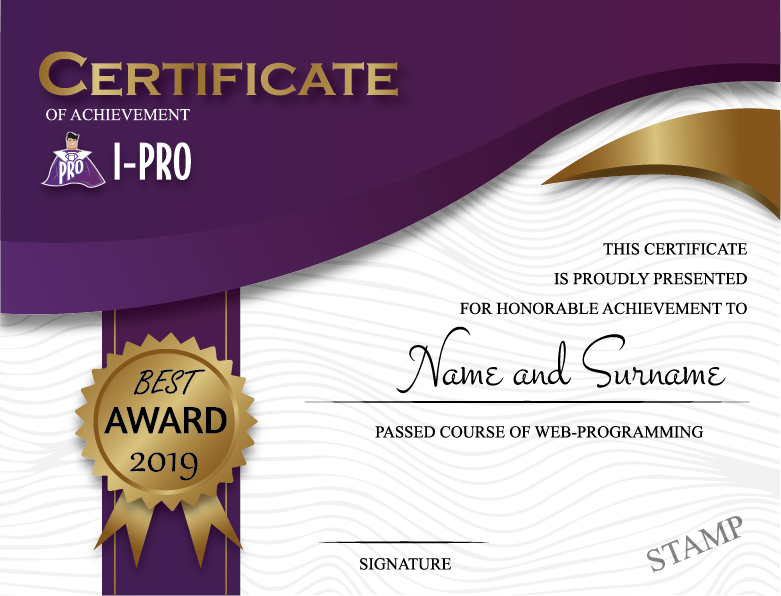 CERTIFICATE
OF ACHIEVEMENT
PRO
I-PRO
THIS CERTIFICATE
IS PROUDLY PRESENTED
FOR HONORABLE ACHIEVEMENT TO
Name and Surname
PASSED COURSE OF WEB-PROGRAMMING
BEST
AWARD
2019
SIGNATURE
STAMP